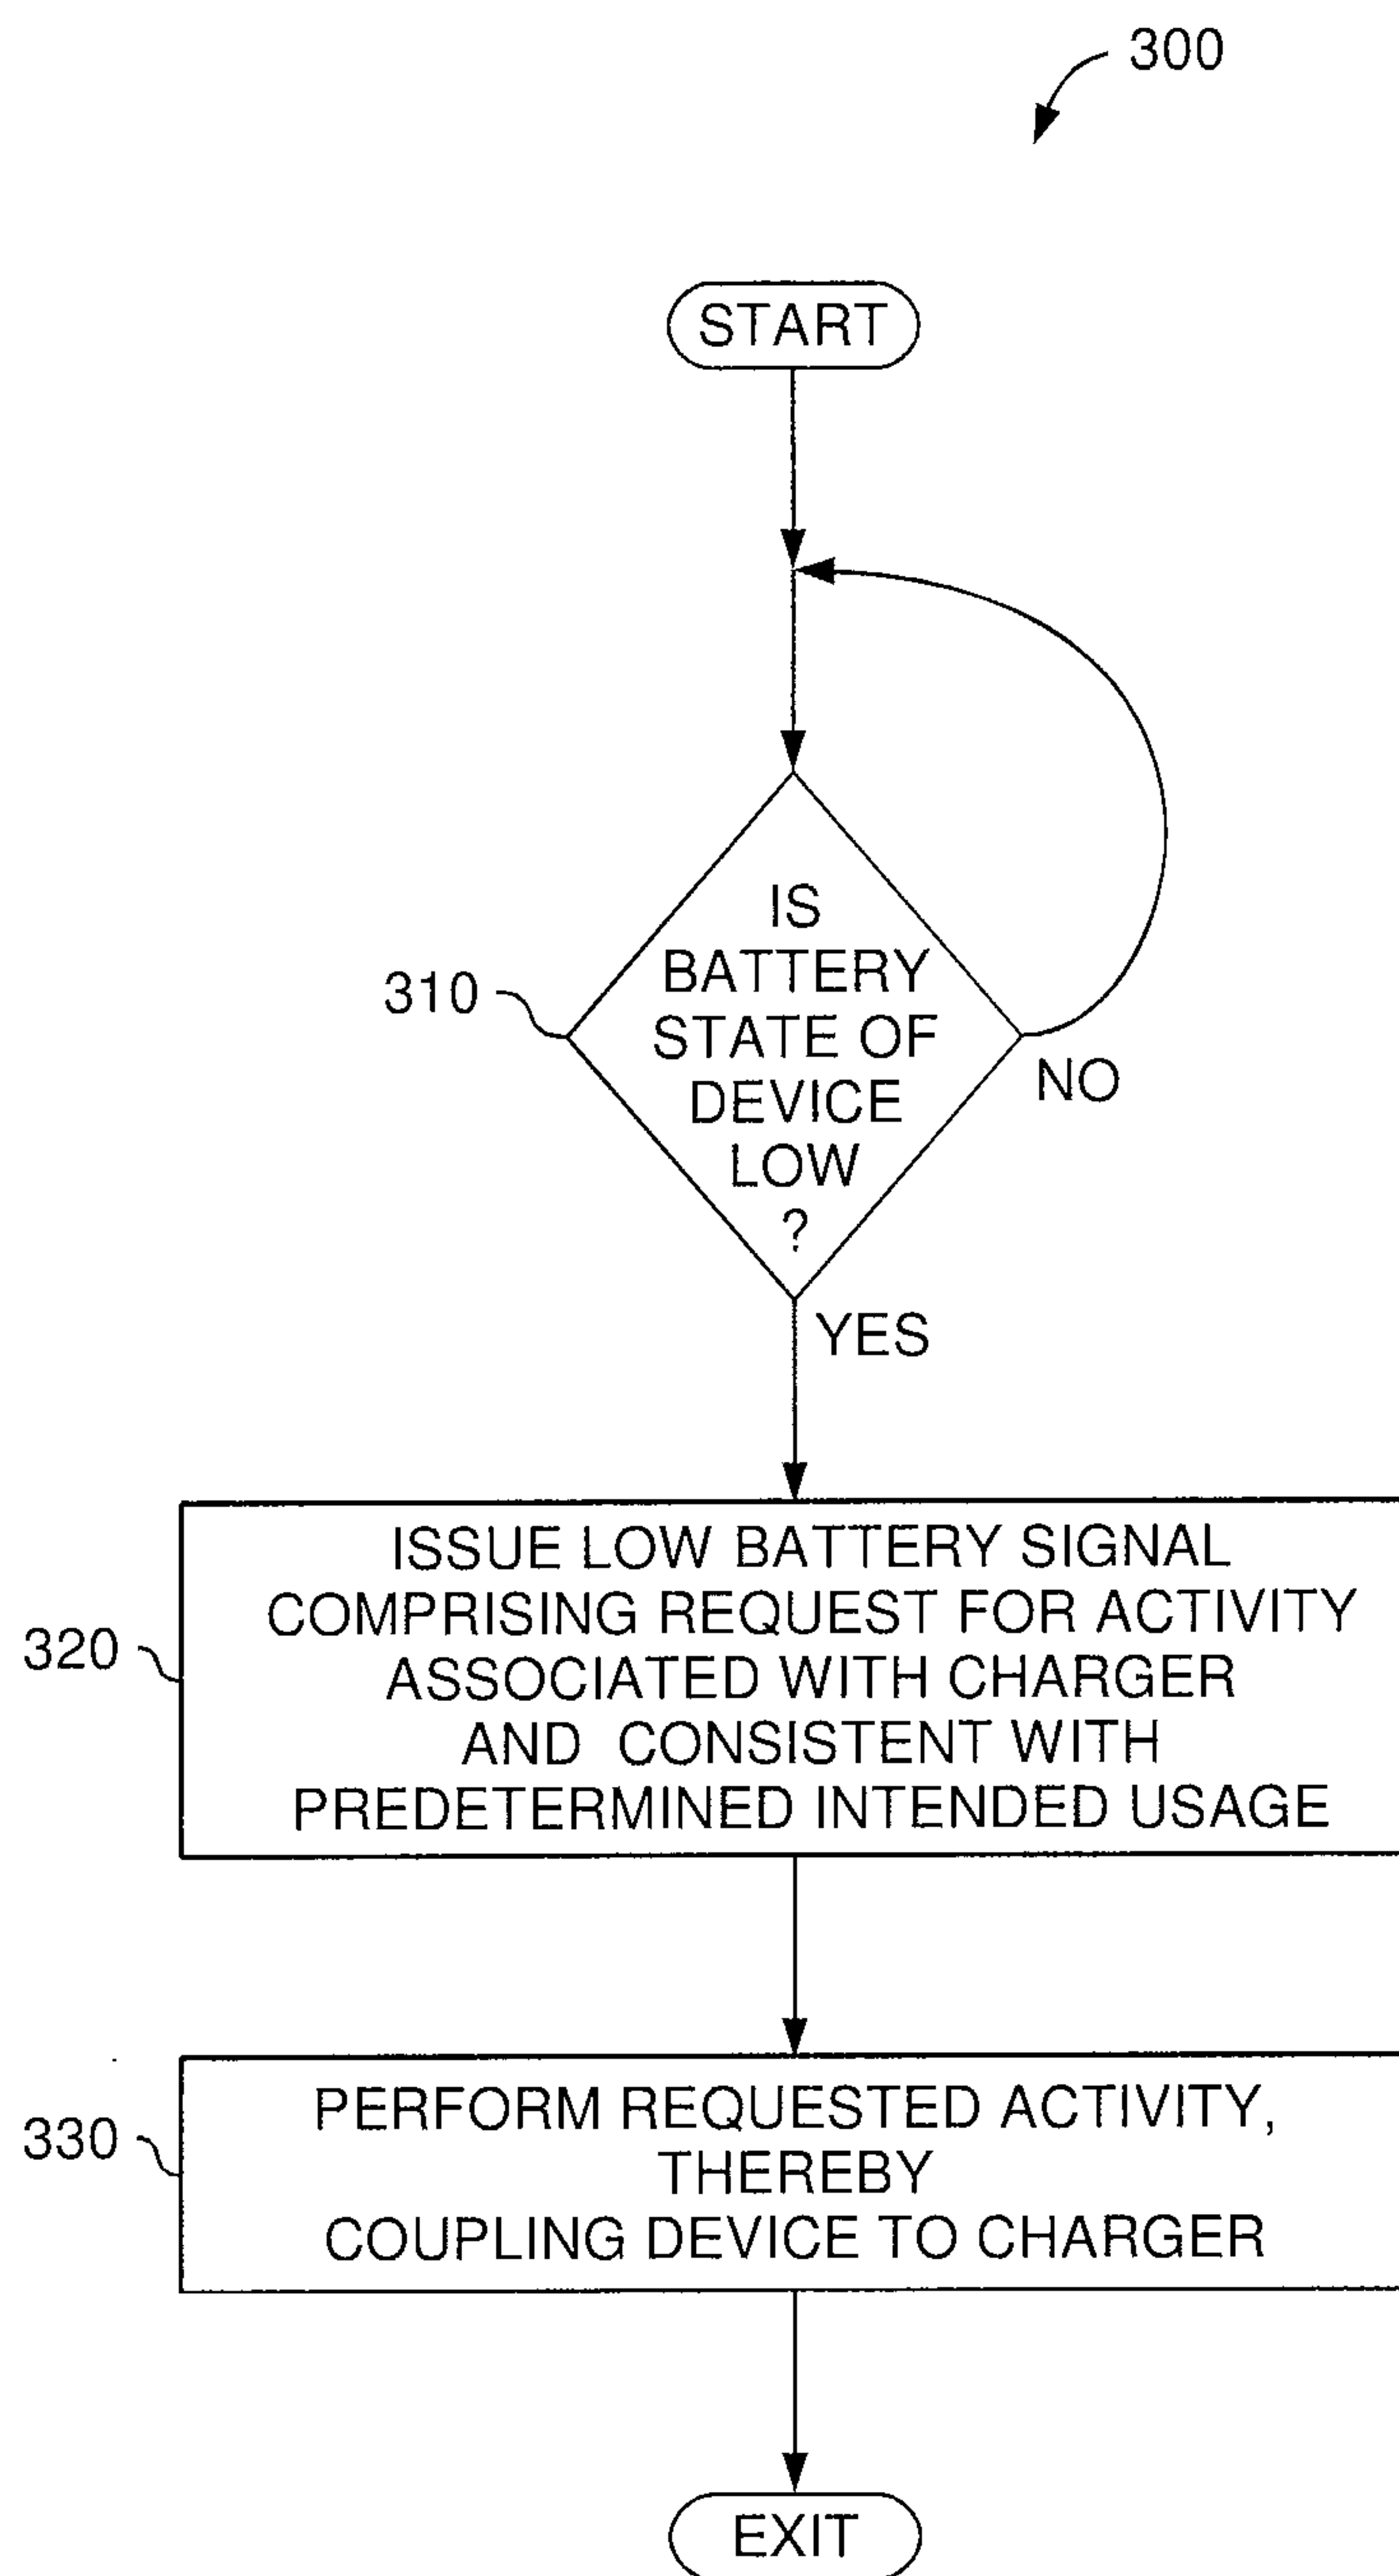 300
START
310
IS
BATTERY
STATE OF
DEVICE
LOW
?
NO
YES
320
ISSUE LOW BATTERY SIGNAL
COMPRISING REQUEST FOR ACTIVITY
ASSOCIATED WITH CHARGER
AND CONSISTENT WITH
PREDETERMINED INTENDED USAGE
330
PERFORM REQUESTED ACTIVITY,
THEREBY
COUPLING DEVICE TO CHARGER
EXIT